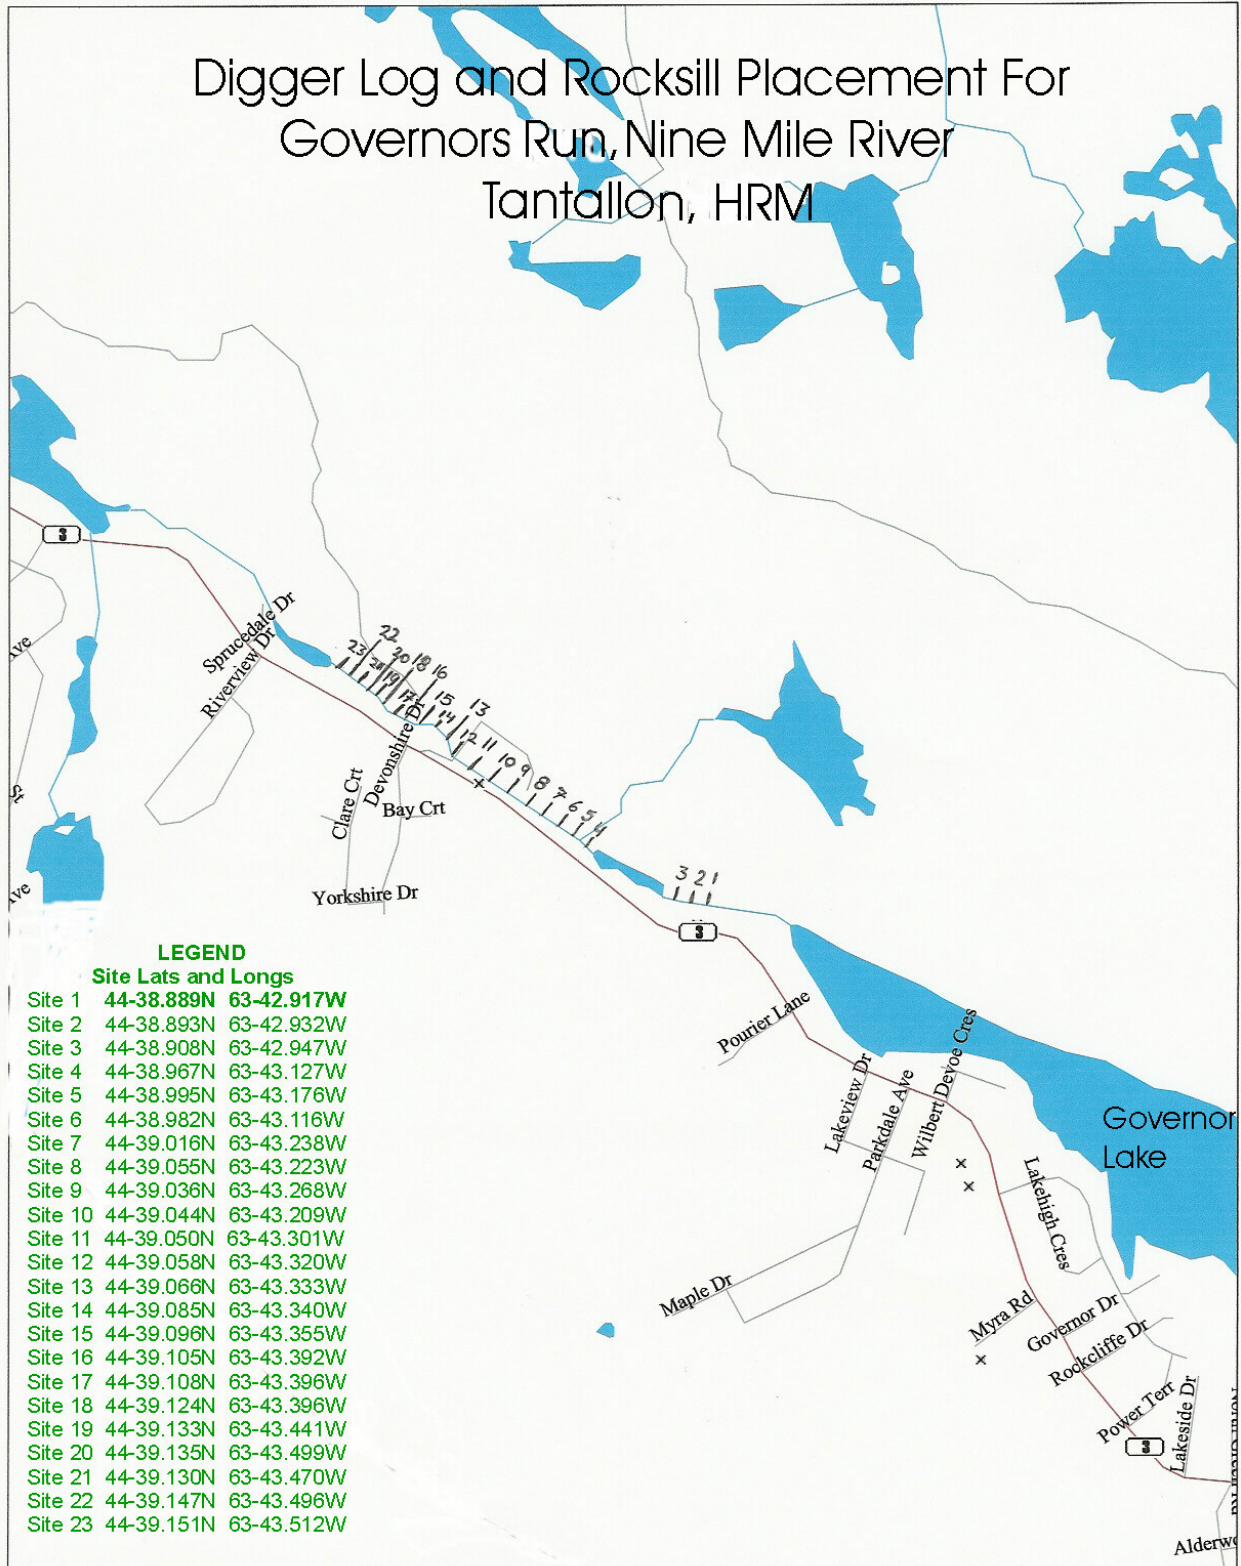 Digger Log and Rocksill Placement For
Governors Run, Nine Mile River
Tantallon, HRM
3
Sprucedale Dr
Riverview Dr
23
22
21
20
19
18
17
16
15
14
13
12
11
10
9
8
7
6
5
4
3
2
1
Devonshire Dr
Clare Crt
Bay Crt
Yorkshire Dr
Ave
St
Ave
3
Pourier Lane
Lakeview Dr
Parkdale Ave
Wilbert Devoe Cres
Governor
Lake
Lakehigh Cres
Maple Dr
Myra Rd
Governor Dr
Rockcliffe Dr
Power Terr
3
Lakeside Dr
Alderwo
LEGEND
Site Lats and Longs
Site 1 44-38.889N 63-42.917W
Site 2 44-38.893N 63-42.932W
Site 3 44-38.908N 63-42.947W
Site 4 44-38.967N 63-43.127W
Site 5 44-38.995N 63-43.176W
Site 6 44-38.982N 63-43.116W
Site 7 44-39.016N 63-43.238W
Site 8 44-39.055N 63-43.223W
Site 9 44-39.036N 63-43.268W
Site 10 44-39.044N 63-43.209W
Site 11 44-39.050N 63-43.301W
Site 12 44-39.058N 63-43.320W
Site 13 44-39.066N 63-43.333W
Site 14 44-39.085N 63-43.340W
Site 15 44-39.096N 63-43.355W
Site 16 44-39.105N 63-43.392W
Site 17 44-39.108N 63-43.396W
Site 18 44-39.124N 63-43.396W
Site 19 44-39.133N 63-43.441W
Site 20 44-39.135N 63-43.499W
Site 21 44-39.130N 63-43.470W
Site 22 44-39.147N 63-43.496W
Site 23 44-39.151N 63-43.512W